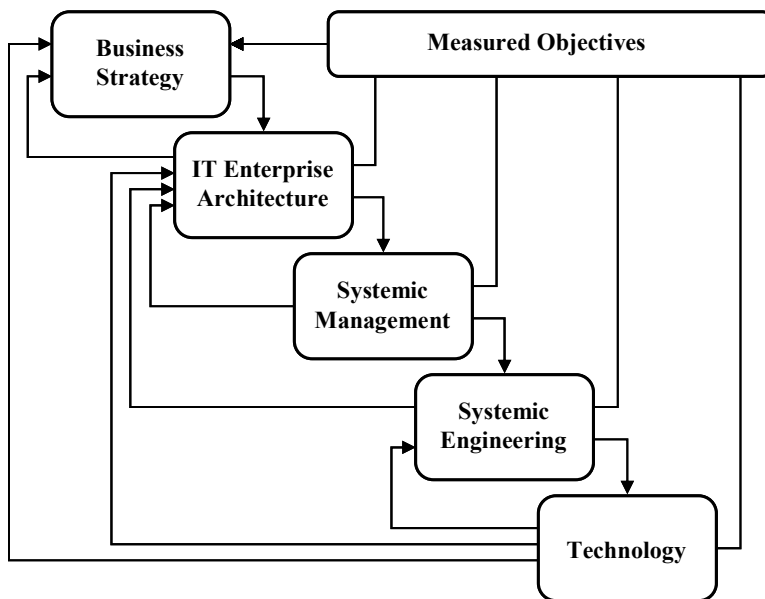 Business
Strategy
Measured Objectives
IT Enterprise
Architecture
Systemic
Management
Systemic
Engineering
Technology